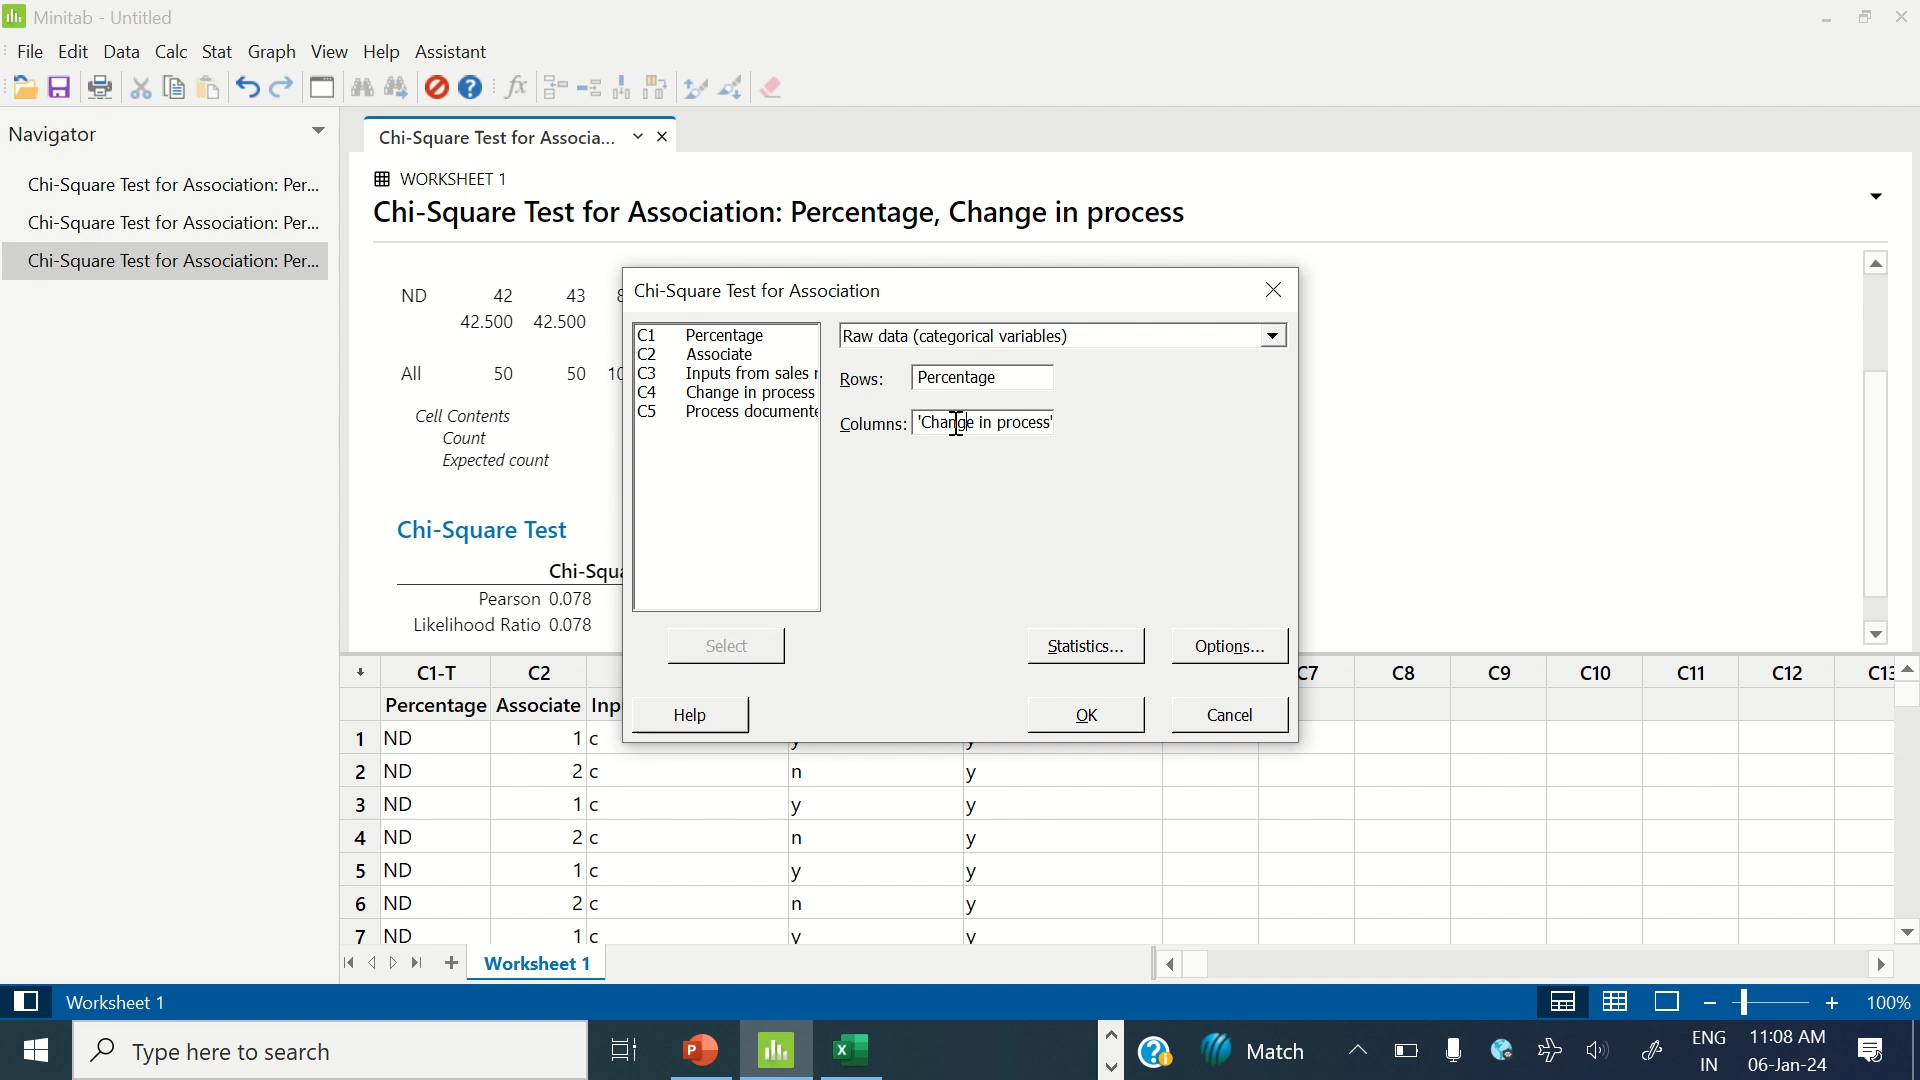 Minitab - Untitled
File Edit Data Calc Stat Graph View Help Assistant
Navigator
Chi-Square Test for Association: Per...
Chi-Square Test for Association: Per...
Chi-Square Test for Association: Per...
Chi-Square Test for Associa...
WORKSHEET 1
Chi-Square Test for Association: Percentage, Change in process
ND 42 43
42.500 42.500
All 50 50 10
Cell Contents
Count
Expected count
Chi-Square Test
Chi-Squa
Pearson 0.078
Likelihood Ratio 0.078
Chi-Square Test for Association
C1 Percentage
C2 Associate
C3 Inputs from sales
C4 Change in process
C5 Process documente
Raw data (categorical variables)
Rows: Percentage
Columns: 'Change in process'
Select
Statistics...
Options...
Help
OK
Cancel
C1-T C2 C7 C8 C9 C10 C11 C12 C13
Percentage Associate Inp
1 ND 1 c y y
2 ND 2 c n y
3 ND 1 c y y
4 ND 2 c n y
5 ND 1 c y y
6 ND 2 c n y
7 ND 1 c y y
Worksheet 1
Worksheet 1
100%
Type here to search
Match
ENG
IN
11:08 AM
06-Jan-24